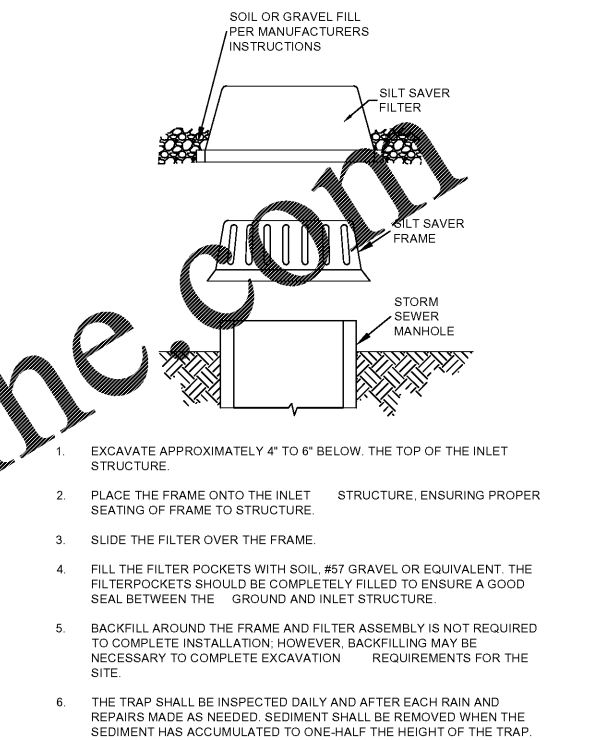 SOIL OR GRAVEL FILL
PER MANUFACTURERS
INSTRUCTIONS
SILT SAVER
FILTER
SILT SAVER
FRAME
STORM
SEWER
MANHOLE
he.com
1. EXCAVATE APPROXIMATELY 4" TO 6" BELOW. THE TOP OF THE INLET
STRUCTURE.
2. PLACE THE FRAME ONTO THE INLET STRUCTURE, ENSURING PROPER
SEATING OF FRAME TO STRUCTURE.
3. SLIDE THE FILTER OVER THE FRAME.
4. FILL THE FILTER POCKETS WITH SOIL, #57 GRAVEL OR EQUIVALENT. THE
FILTERPOCKETS SHOULD BE COMPLETELY FILLED TO ENSURE A GOOD
SEAL BETWEEN THE GROUND AND INLET STRUCTURE.
5. BACKFILL AROUND THE FRAME AND FILTER ASSEMBLY IS NOT REQUIRED
TO COMPLETE INSTALLATION; HOWEVER, BACKFILLING MAY BE
NECESSARY TO COMPLETE EXCAVATION REQUIREMENTS FOR THE
SITE.
6. THE TRAP SHALL BE INSPECTED DAILY AND AFTER EACH RAIN AND
REPAIRS MADE AS NEEDED. SEDIMENT SHALL BE REMOVED WHEN THE
SEDIMENT HAS ACCUMULATED TO ONE-HALF THE HEIGHT OF THE TRAP.